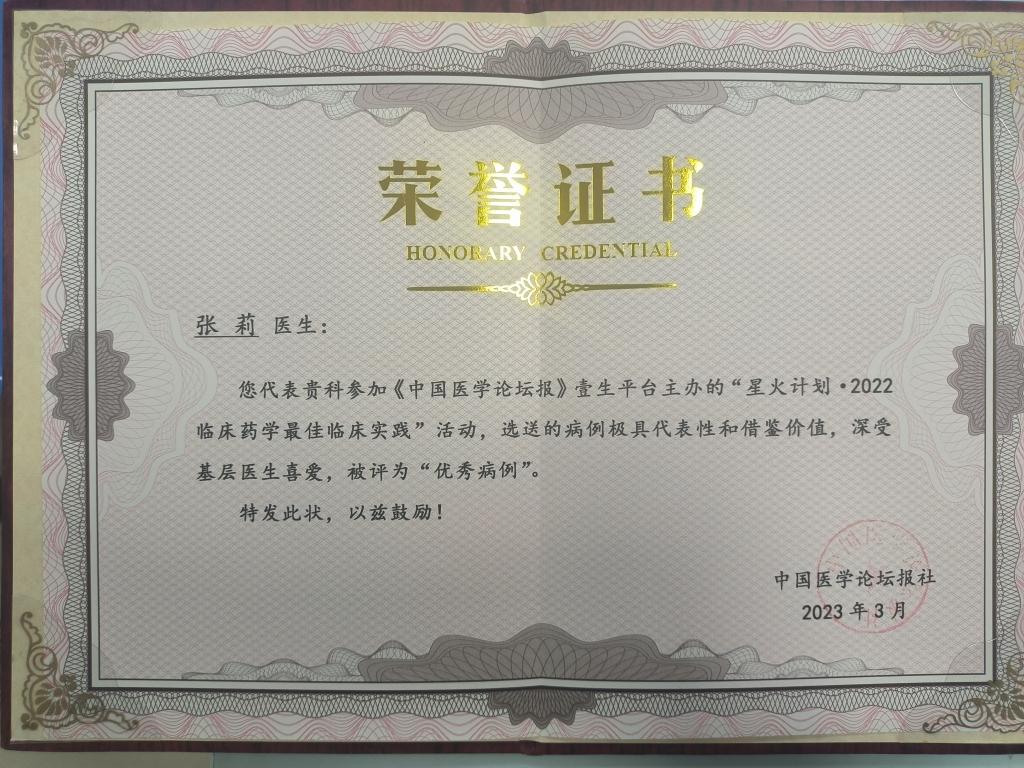 荣誉证书
HONORARY CREDENTIAL
张 莉 医生：
您代表贵科参加《中国医学论坛报》壹生平台主办的“星火计划·2022
临床药学最佳临床实践”活动，选送的病例极具代表性和借鉴价值，深受
基层医生喜爱，被评为“优秀病例”。
特发此状，以兹鼓励！
中国医学论坛报社
2023 年 3 月